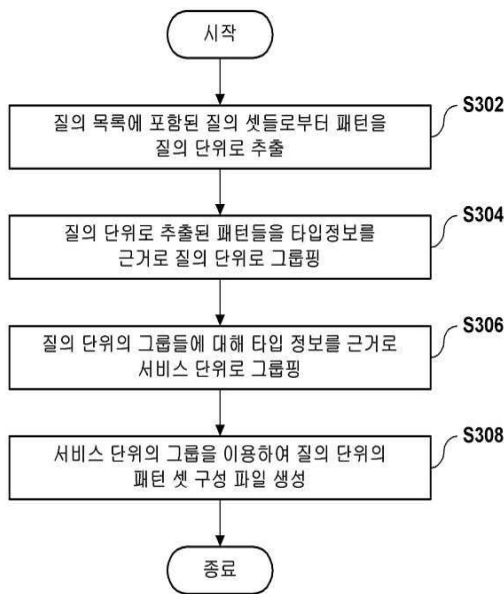 시작
S302
질의 목록에 포함된 질의 셋들로부터 패턴을
질의 단위로 추출
S304
질의 단위로 추출된 패턴들을 타입정보를
근거로 질의 단위로 그룹핑
S306
질의 단위의 그룹들에 대해 타입 정보를 근거로
서비스 단위로 그룹핑
S308
서비스 단위의 그룹을 이용하여 질의 단위의
패턴 셋 구성 파일 생성
종료